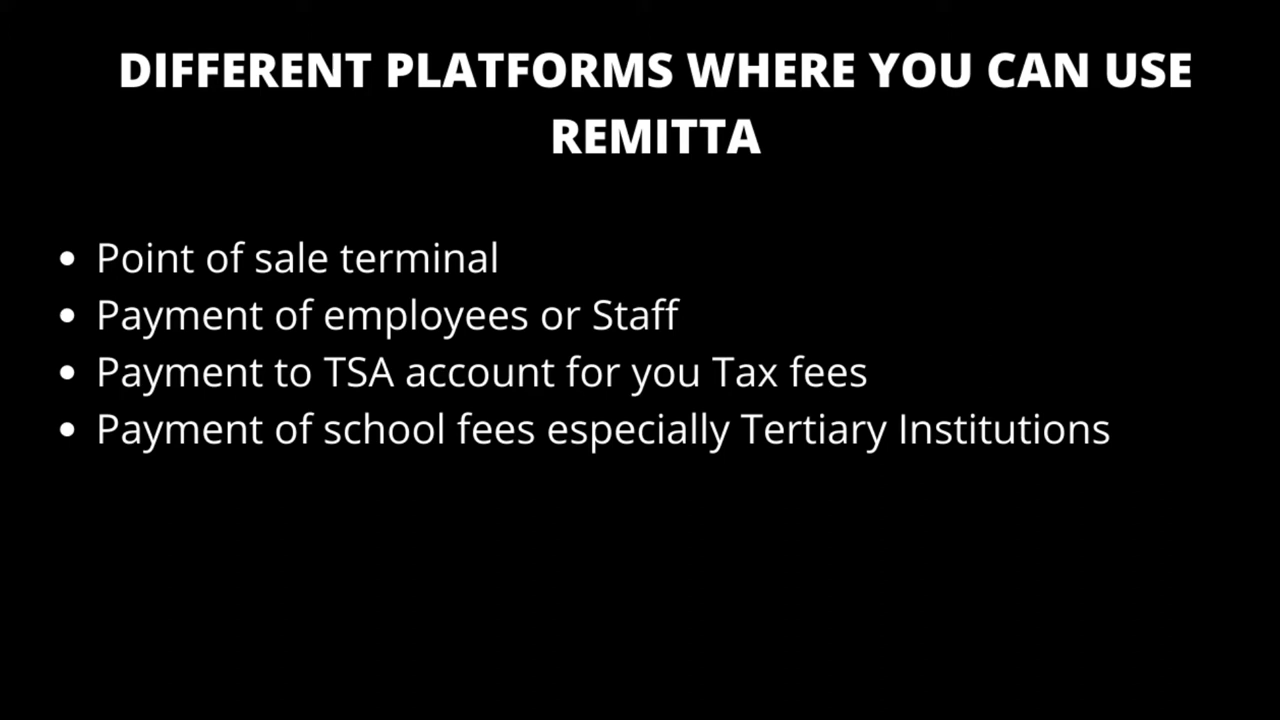 DIFFERENT PLATFORMS WHERE YOU CAN USE
REMITTA
• Point of sale terminal
• Payment of employees or Staff
• Payment to TSA account for you Tax fees
• Payment of school fees especially Tertiary Institutions